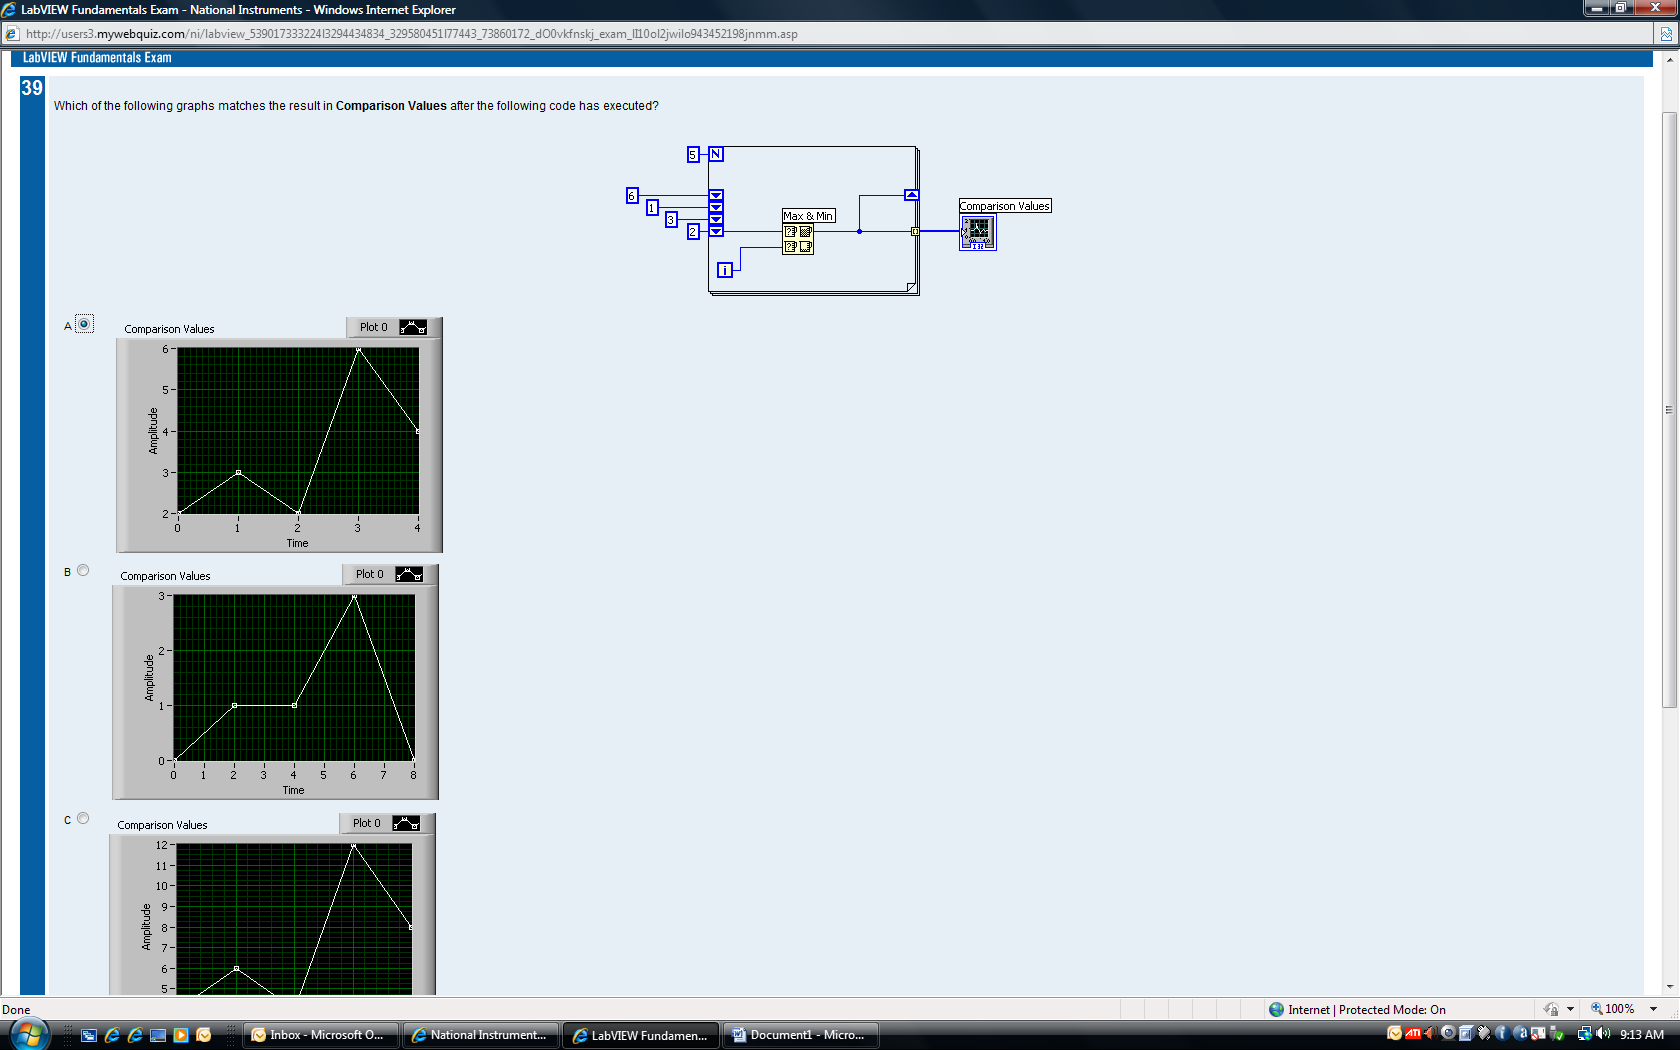 LabVIEW Fundamentals Exam - National Instruments - Windows Internet Explorer
LabVIEW Fundamentals Exam
39
Which of the following graphs matches the result in Comparison Values after the following code has executed?
5 N
6
1
3
2
Max & Min
i
Comparison Values
A
Comparison Values
Plot 0
6
5
4
3
2
Amplitude
0 1 2 3 4
Time
B
Comparison Values
Plot 0
3
2
1
0
Amplitude
0 1 2 3 4 5 6 7 8
Time
C
Comparison Values
Plot 0
12
11
10
9
8
7
6
5
Amplitude
Done
Internet | Protected Mode: On
100%
Inbox - Microsoft O...
National Instrument...
LabVIEW Fundamen...
Document1 - Micro...
9:13 AM